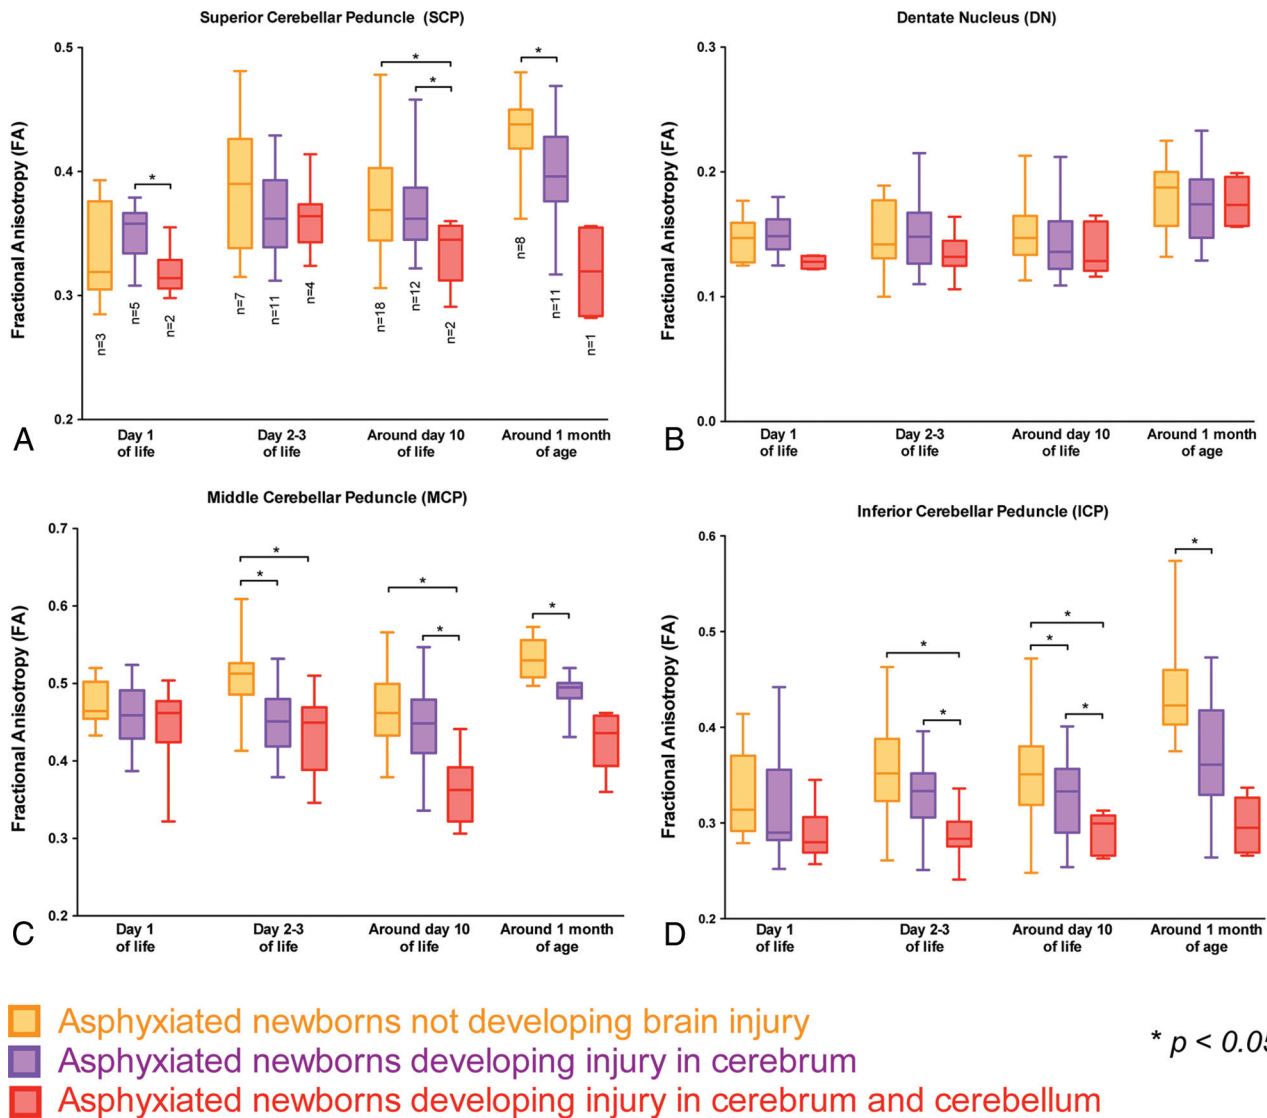 Superior Cerebellar Peduncle (SCP)
Fractional Anisotropy (FA)
0.5
0.4
0.3
0.2
*
*
*
*
n=3
n=5
n=2
n=7
n=11
n=4
n=18
n=12
n=2
n=8
n=11
n=1
A
Day 1
of life
Day 2-3
of life
Around day 10
of life
Around 1 month
of age
Dentate Nucleus (DN)
Fractional Anisotropy (FA)
0.3
0.2
0.1
0.0
B
Day 1
of life
Day 2-3
of life
Around day 10
of life
Around 1 month
of age
Middle Cerebellar Peduncle (MCP)
Fractional Anisotropy (FA)
0.7
0.6
0.5
0.4
0.3
0.2
*
*
*
*
*
C
Day 1
of life
Day 2-3
of life
Around day 10
of life
Around 1 month
of age
Inferior Cerebellar Peduncle (ICP)
Fractional Anisotropy (FA)
0.6
0.5
0.4
0.3
0.2
*
*
*
*
*
*
D
Day 1
of life
Day 2-3
of life
Around day 10
of life
Around 1 month
of age
Asphyxiated newborns not developing brain injury
Asphyxiated newborns developing injury in cerebrum
Asphyxiated newborns developing injury in cerebrum and cerebellum
* p < 0.05